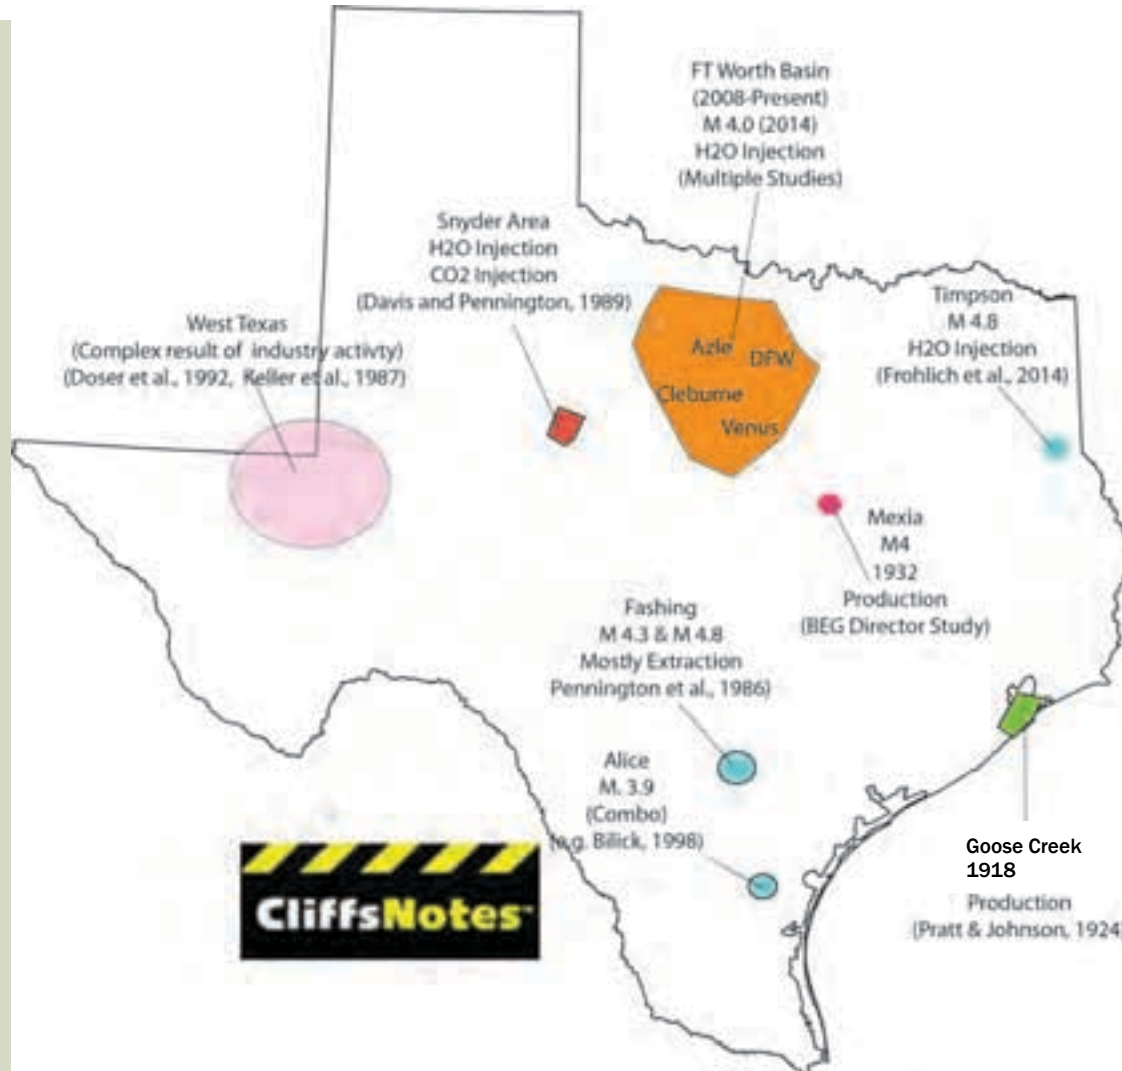 FT Worth Basin
(2008-Present)
M 4.0 (2014)
H2O Injection
(Multiple Studies)
Snyder Area
H2O Injection
CO2 Injection
(Davis and Pennington, 1989)
Timpson
M 4.8
H2O Injection
(Frohlich et al., 2014)
West Texas
(Complex result of industry activty)
(Doser et al., 1992, Keller et al., 1987)
Azle
DFW
Cleburne
Venus
Mexia
M4
1932
Production
(BEG Director Study)
Fashing
M 4.3 & M 4.8
Mostly Extraction
Pennington et al., 1986)
Alice
M. 3.9
(Combo)
(e.g. Bilick, 1998)
CliffsNotes
Goose Creek
1918
Production
(Pratt & Johnson, 1924)